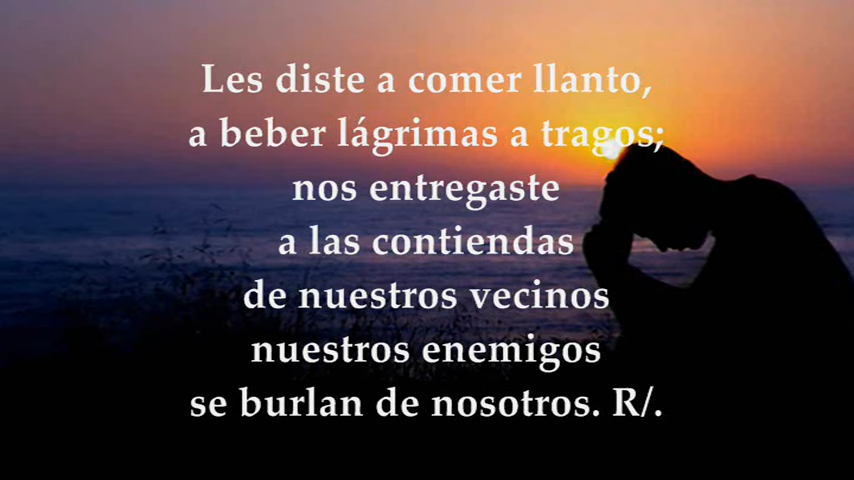 Les diste a comer llanto,
a beber lágrimas a tragos;
nos entregaste
a las contiendas
de nuestros vecinos
nuestros enemigos
se burlan de nosotros. R/.